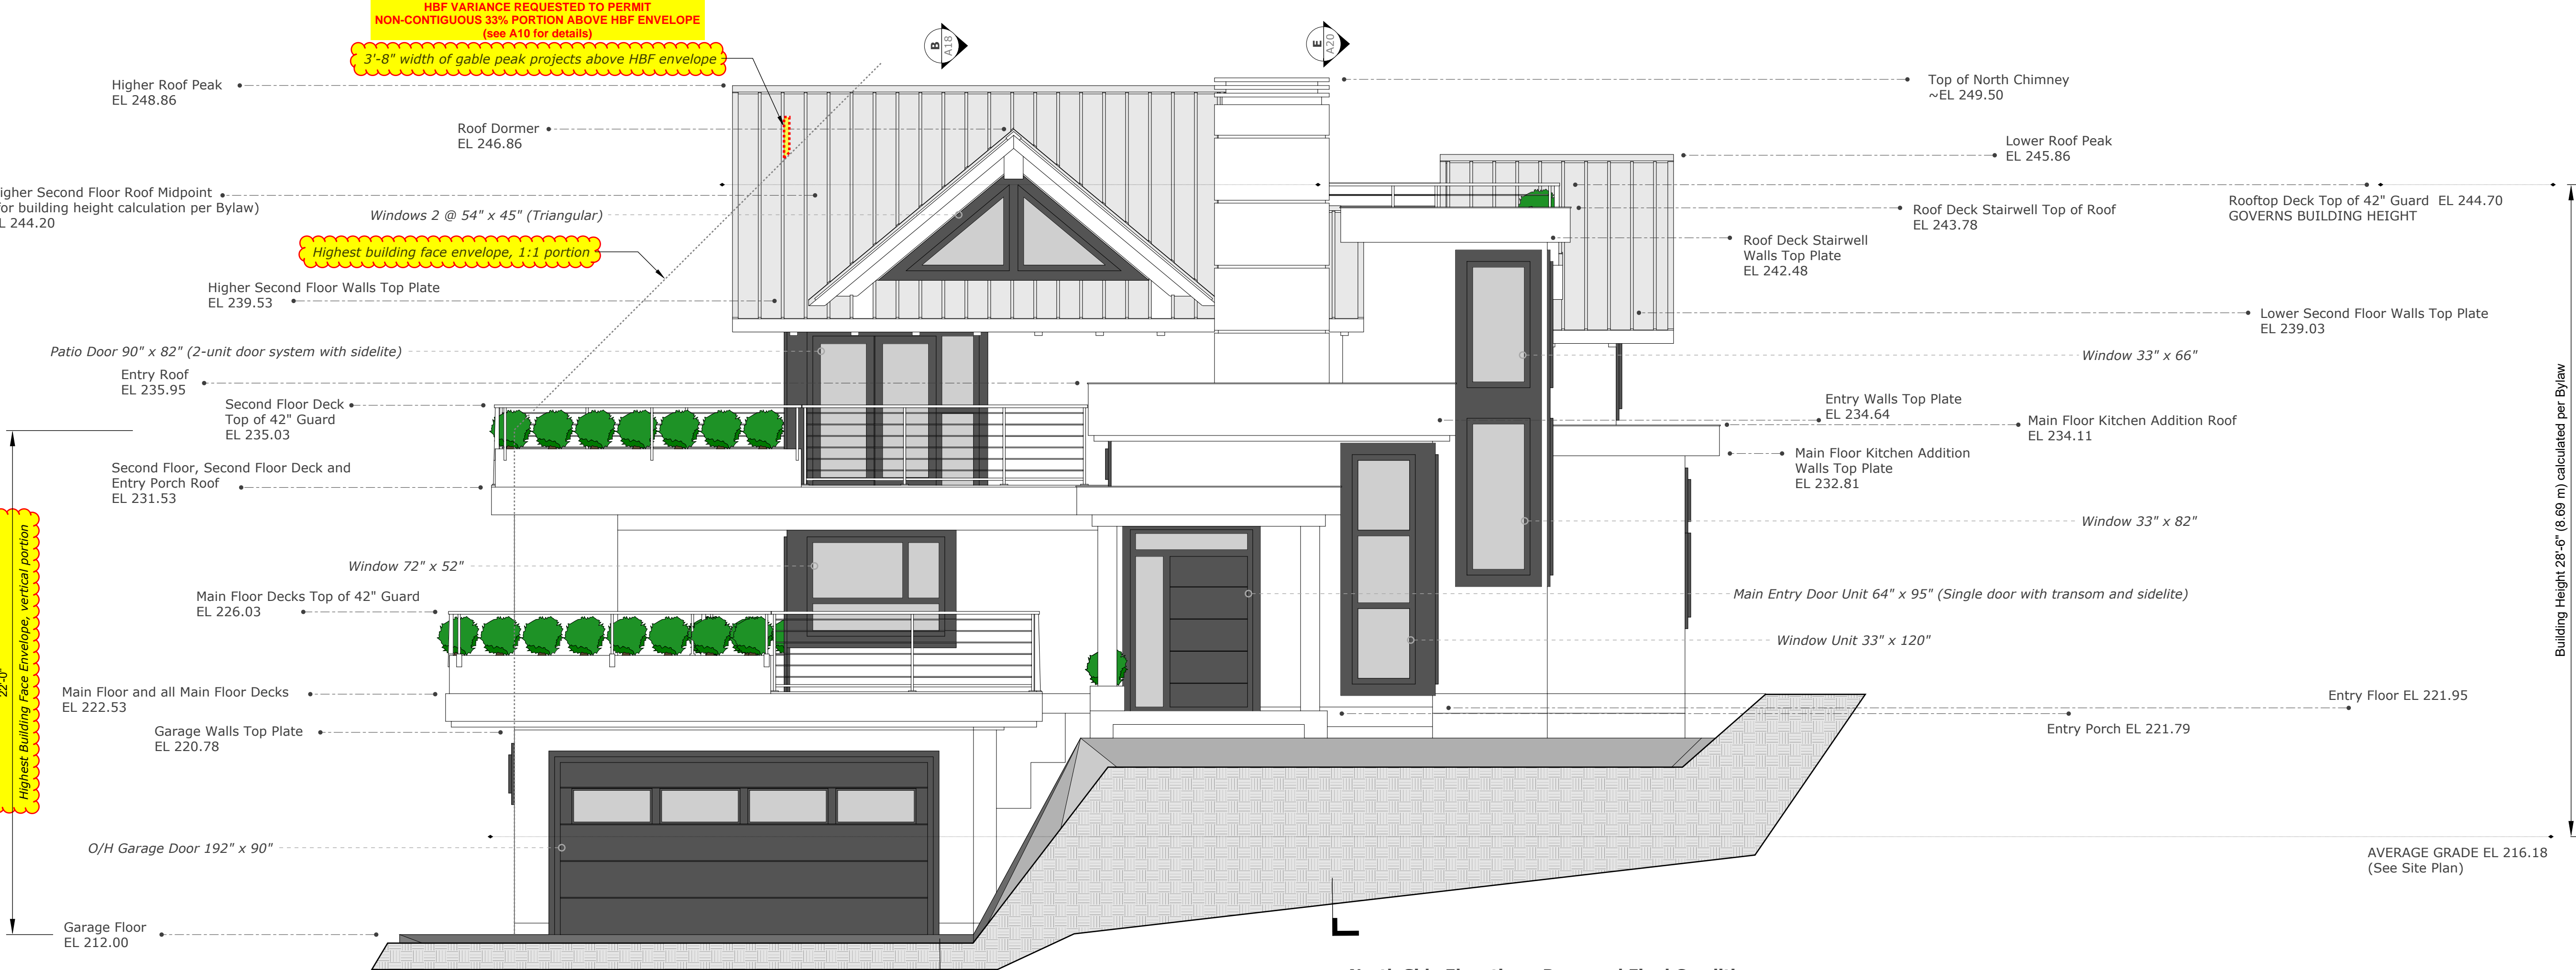 HBF VARIANCE REQUESTED TO PERMIT
NON-CONTIGUOUS 33% PORTION ABOVE HBF ENVELOPE
(see A10 for details)
3'-8" width of gable peak projects above HBF envelope
B
A18
E
A20
Higher Roof Peak
EL 248.86
Top of North Chimney
~EL 249.50
Roof Dormer
EL 246.86
Lower Roof Peak
EL 245.86
igher Second Floor Roof Midpoint
or building height calculation per Bylaw)
L 244.20
Rooftop Deck Top of 42" Guard EL 244.70
GOVERNS BUILDING HEIGHT
Windows 2 @ 54" x 45" (Triangular)
Roof Deck Stairwell Top of Roof
EL 243.78
Highest building face envelope, 1:1 portion
Roof Deck Stairwell
Walls Top Plate
EL 242.48
Higher Second Floor Walls Top Plate
EL 239.53
Lower Second Floor Walls Top Plate
EL 239.03
Patio Door 90" x 82" (2-unit door system with sidelite)
Window 33" x 66"
Entry Roof
EL 235.95
Second Floor Deck
Top of 42" Guard
EL 235.03
Entry Walls Top Plate
EL 234.64
Main Floor Kitchen Addition Roof
EL 234.11
Main Floor Kitchen Addition
Walls Top Plate
EL 232.81
Second Floor, Second Floor Deck and
Entry Porch Roof
EL 231.53
Window 33" x 82"
Window 72" x 52"
Main Floor Decks Top of 42" Guard
EL 226.03
Main Entry Door Unit 64" x 95" (Single door with transom and sidelite)
Window Unit 33" x 120"
22'-0"
Highest Building Face Envelope, vertical portion
Building Height 28'-6" (8.69 m) calculated per Bylaw
Main Floor and all Main Floor Decks
EL 222.53
Entry Floor EL 221.95
Entry Porch EL 221.79
Garage Walls Top Plate
EL 220.78
O/H Garage Door 192" x 90"
AVERAGE GRADE EL 216.18
(See Site Plan)
Garage Floor
EL 212.00